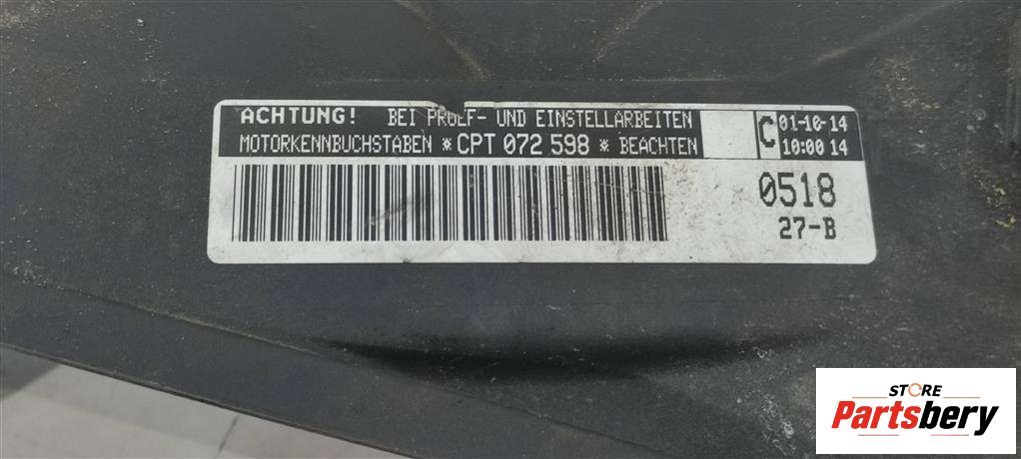 ACHTUNG! BEI PRUEF- UND EINSTELLARBEITEN
MOTORKENNBUCHSTABEN *CPT 072 598* BEACHTEN
C
01-10-14
10:00 14
0518
27-B
STORE
Partsbery